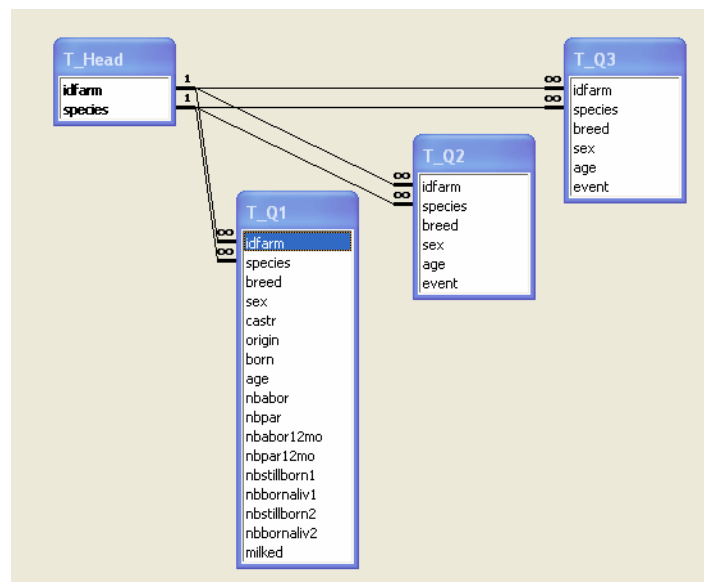 T_Head
idfarm
species
1
1
∞
∞
T_Q3
idfarm
species
breed
sex
age
event
∞
∞
T_Q2
idfarm
species
breed
sex
age
event
∞
∞
T_Q1
idfarm
species
breed
sex
castr
origin
born
age
nbabor
nbpar
nbabor12mo
nbpar12mo
nbstillborn1
nbbornaliv1
nbstillborn2
nbbornaliv2
milked